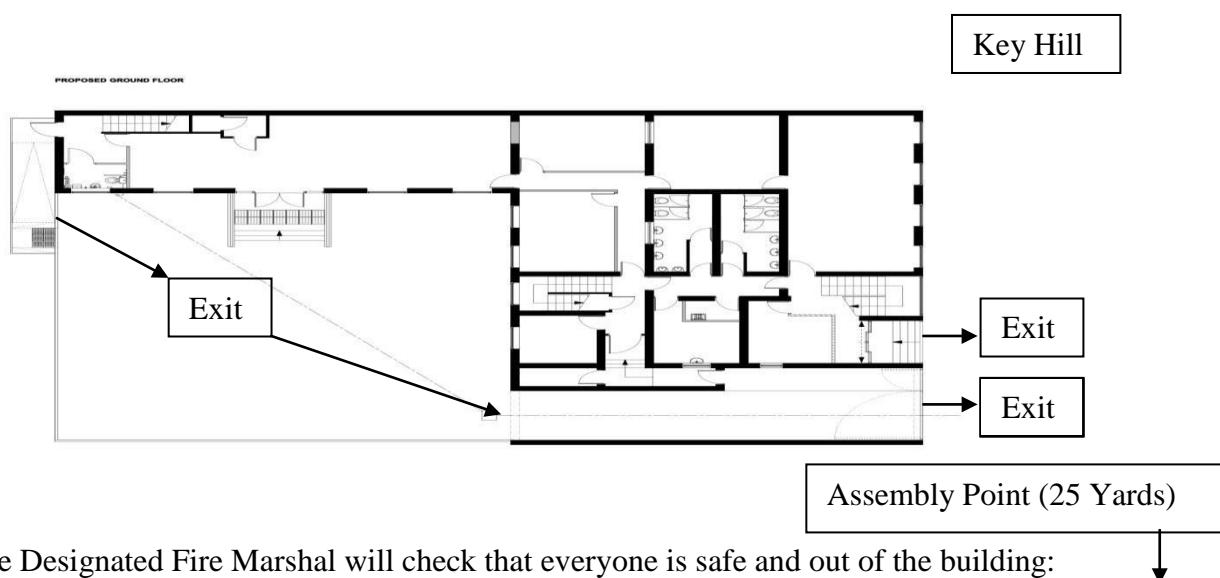 Key Hill
PROPOSED GROUND FLOOR
Exit
Exit
Exit
Assembly Point (25 Yards)
e Designated Fire Marshal will check that everyone is safe and out of the building: